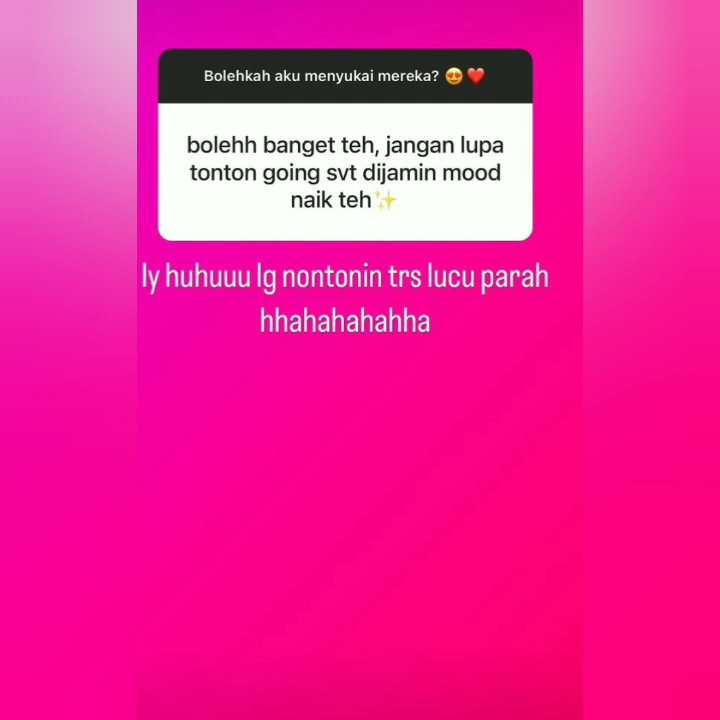 Bolehkah aku menyukai mereka? 😍❤️
bolehh banget teh, jangan lupa
tonton going svt dijamin mood
naik teh✨
Iy huhuuu lg nontonin trs lucu parah
hhahahahahha